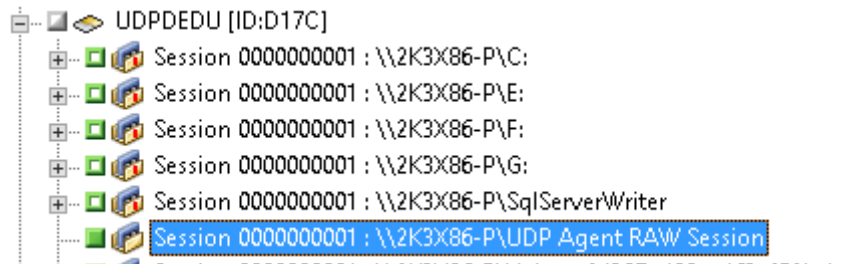 UDPDEDU [ID:D17C]
Session 0000000001 : \\2K3X86-P\C:
Session 0000000001 : \\2K3X86-P\E:
Session 0000000001 : \\2K3X86-P\F:
Session 0000000001 : \\2K3X86-P\G:
Session 0000000001 : \\2K3X86-P\SqlServerWriter
Session 0000000001 : \\2K3X86-P\UDP Agent RAW Session